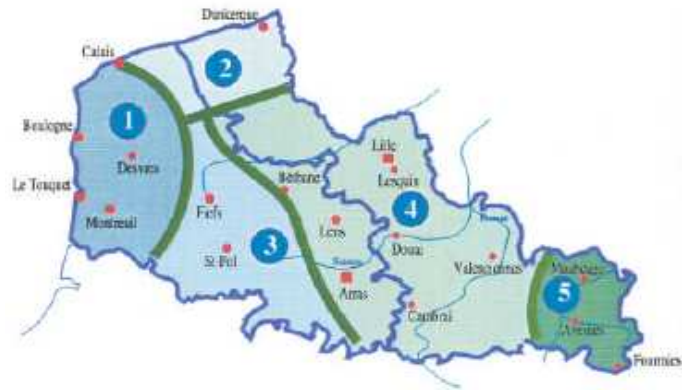 Dunkerque
Calais
2
1
Boulogne
Desvres
Lille
Lesquin
Le Touquet
Béthune
Montreuil
Fiefs
4
Lens
3
Douai
St Pol
Valenciennes
Maubeuge
Arras
5
Cambrai
Avesnes
Fourmies